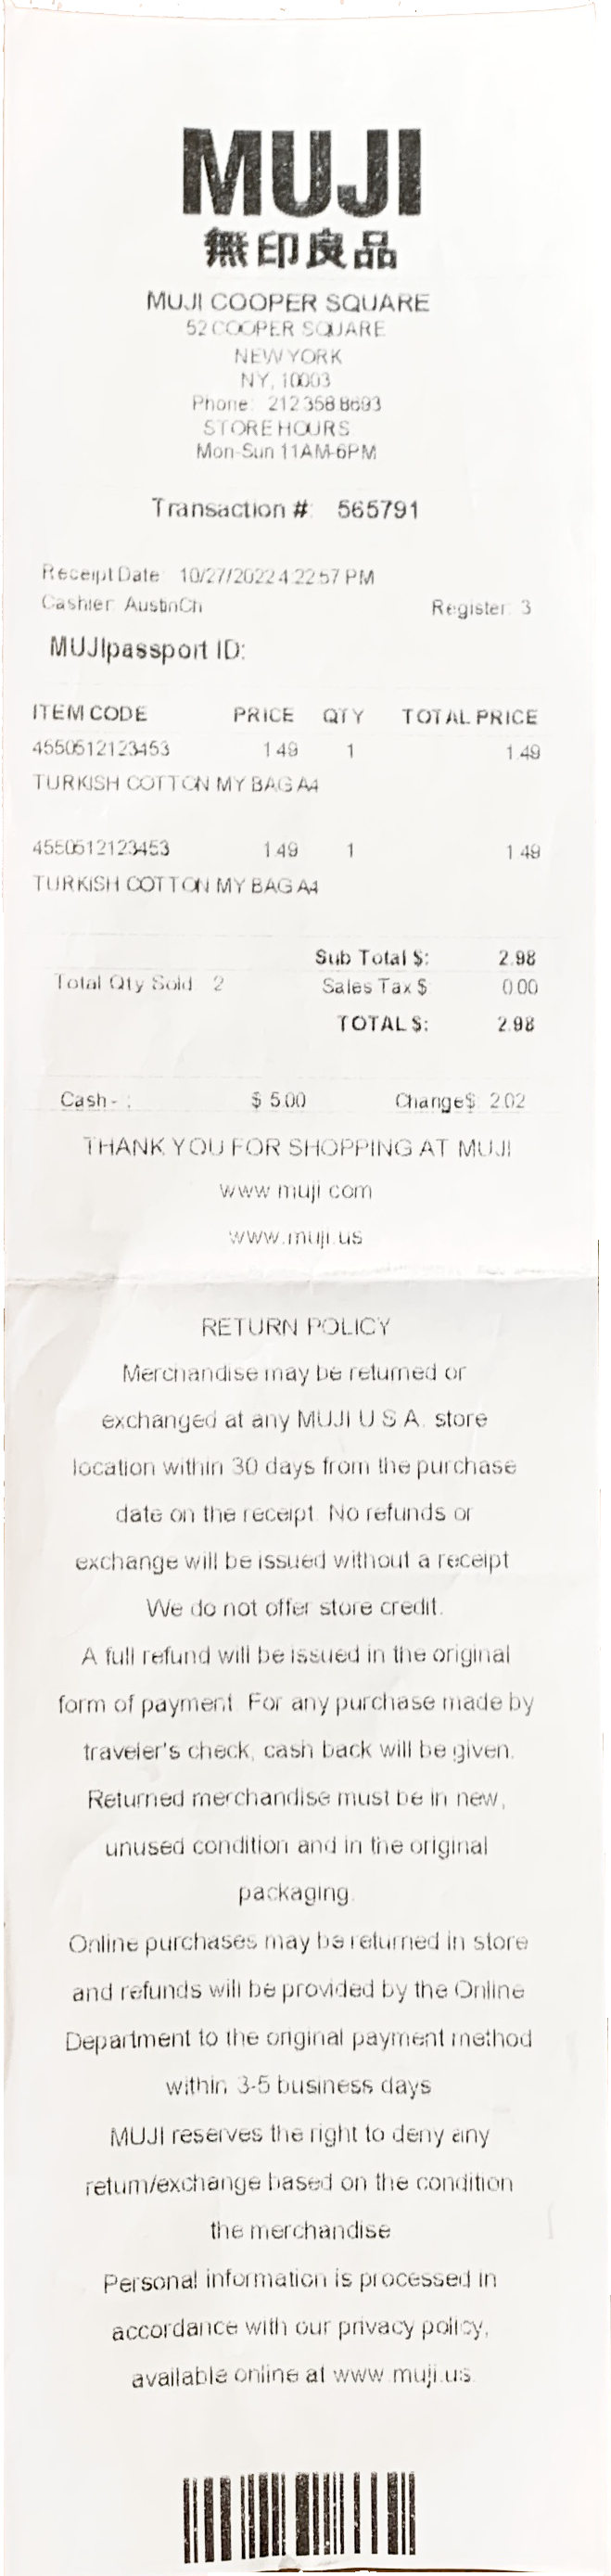 MUJI
無印良品
MUJI COOPER SQUARE
52 COOPER SQUARE
NEW YORK
NY, 10003
Phone: 212 358 8693
STORE HOURS
Mon-Sun 11AM-6PM
Transaction #: 565791
Receipt Date: 10/27/2022 4:22:57 PM
Cashier: AustinCh Register: 3
MUJIpassport ID:
ITEM CODE PRICE QTY TOTAL PRICE
4550512123453 1.49 1 1.49
TURKISH COTTON MY BAG A4
4550512123453 1.49 1 1.49
TURKISH COTTON MY BAG A4
Sub Total $: 2.98
Total Qty Sold: 2 Sales Tax $ 0.00
TOTAL $: 2.98
Cash - : $ 5.00 Change$: 2.02
THANK YOU FOR SHOPPING AT MUJI
www.muji.com
www.muji.us
RETURN POLICY
Merchandise may be returned or
exchanged at any MUJI U.S.A. store
location within 30 days from the purchase
date on the receipt. No refunds or
exchange will be issued without a receipt.
We do not offer store credit.
A full refund will be issued in the original
form of payment. For any purchase made by
traveler's check, cash back will be given.
Returned merchandise must be in new,
unused condition and in the original
packaging.
Online purchases may be returned in store
and refunds will be provided by the Online
Department to the original payment method
within 3-5 business days
MUJI reserves the right to deny any
return/exchange based on the condition
the merchandise
Personal information is processed in
accordance with our privacy policy,
available online at www.muji.us.